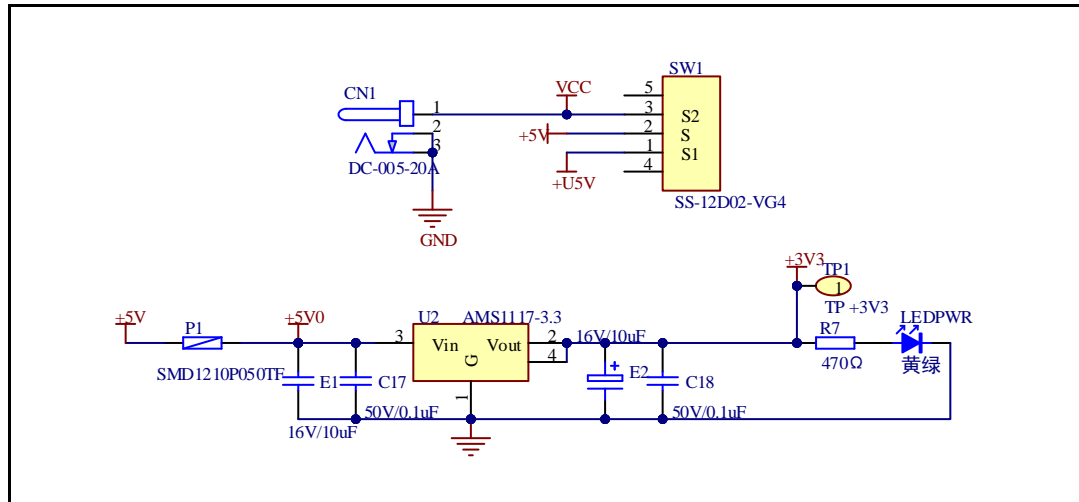 SW1
CN1
VCC
5
1
3
S2
2
+5V
2
S
3
1
S1
DC-005-20A
4
+U5V
SS-12D02-VG4
GND
+3V3
TP1
1
TP +3V3
+5V
P1
+5V0
U2
AMS1117-3.3
16V/10uF
R7
LEDPWR
3
Vin
Vout
2
4
G
470Ω
黄绿
SMD1210P050TF
E1
C17
1
E2
C18
50V/0.1uF
50V/0.1uF
16V/10uF